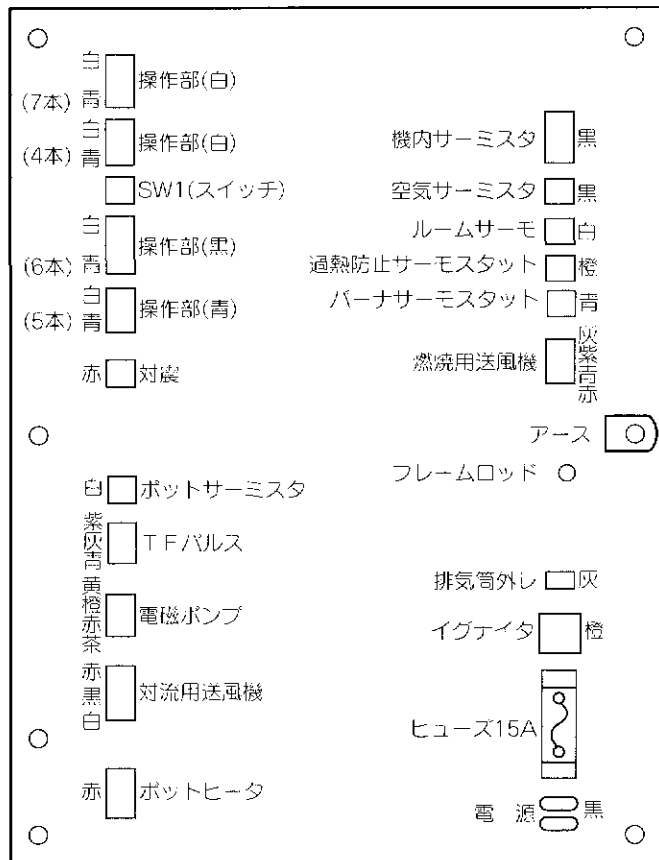 白
青
(7本)
操作部(白)
白
青
(4本)
操作部(白)
SW1(スイッチ)
白
青
(6本)
操作部(黒)
白
青
(5本)
操作部(青)
赤 対震
白 ポットサーミスタ
紫
灰
青
TFパルス
黄
橙
赤
茶
電磁ポンプ
赤
黒
白
対流用送風機
赤 ポットヒータ
機内サーミスタ 黒
空気サーミスタ 黒
ルームサーモ 白
過熱防止サーモスタット 橙
バーナサーモスタット 青
燃焼用送風機
灰
紫
青
赤
アース
フレームロッド
排気筒外し 灰
イグナイタ 橙
ヒューズ15A
電 源 黒